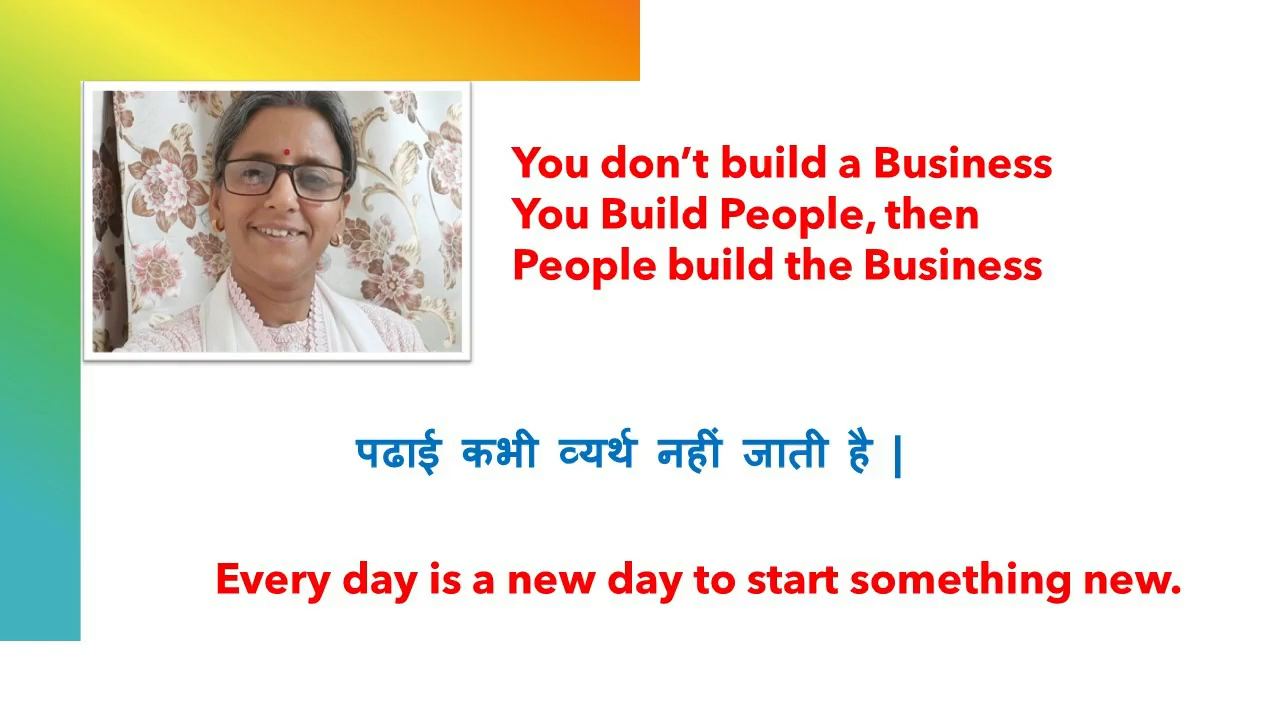 You don’t build a Business
You Build People, then
People build the Business
पढाई कभी व्यर्थ नहीं जाती है |
Every day is a new day to start something new.